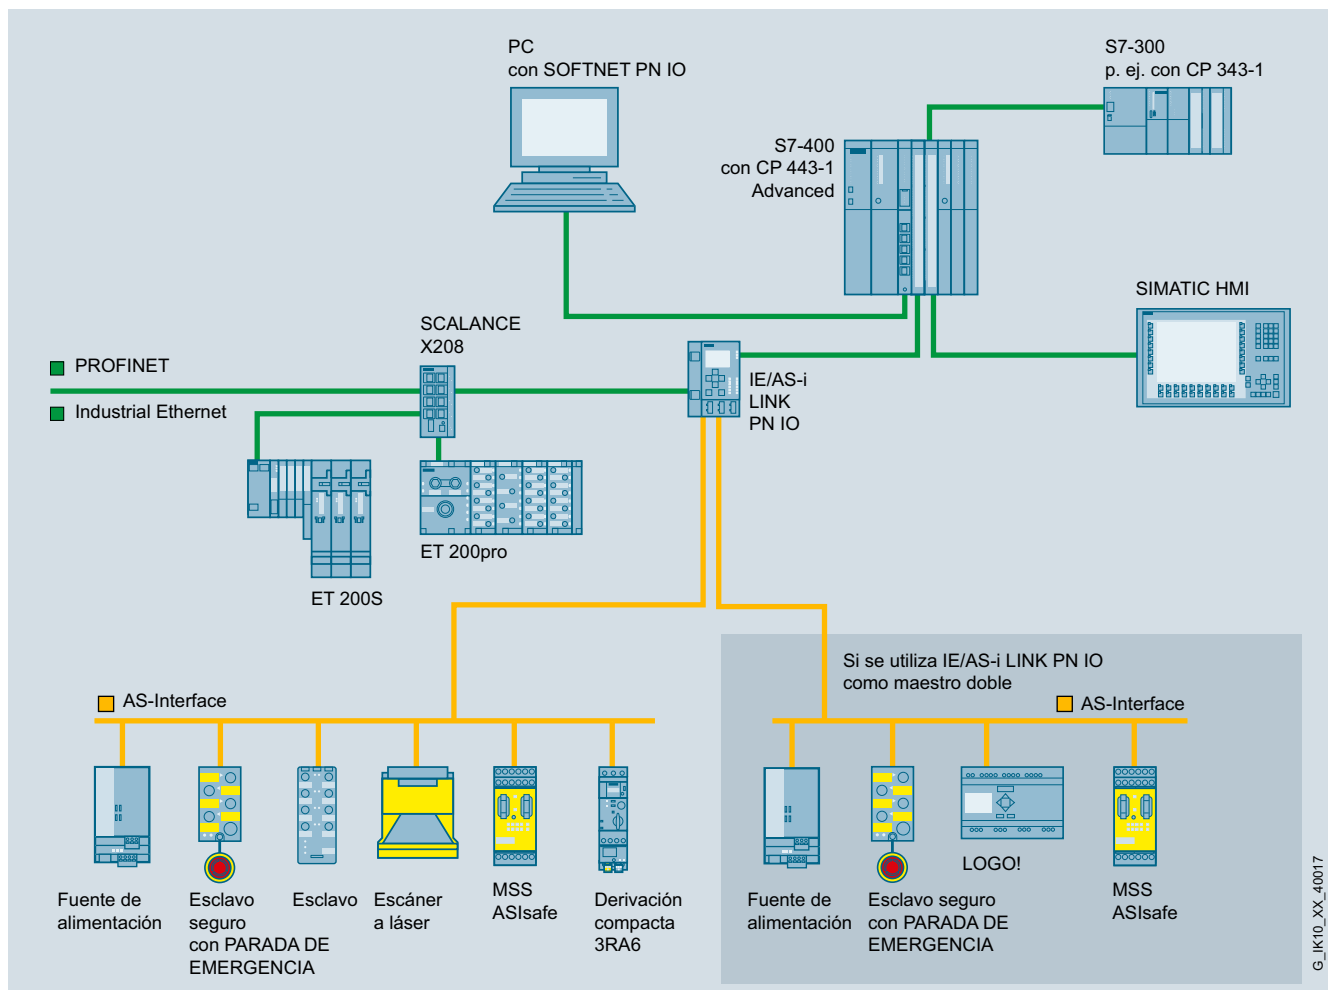 PC
con SOFTNET PN IO
S7-300
p. ej. con CP 343-1
S7-400
con CP 443-1
Advanced
SIMATIC HMI
SCALANCE
X208
PROFINET
Industrial Ethernet
IE/AS-i
LINK
PN IO
ET 200pro
ET 200S
Si se utiliza IE/AS-i LINK PN IO
como maestro doble
AS-Interface
AS-Interface
Fuente de
alimentación
Esclavo
seguro
con PARADA DE
EMERGENCIA
Esclavo
Escáner
a láser
MSS
ASIsafe
Derivación
compacta
3RA6
Fuente de
alimentación
Esclavo seguro
con PARADA DE
EMERGENCIA
LOGO!
MSS
ASIsafe
G_IK10_XX_40017